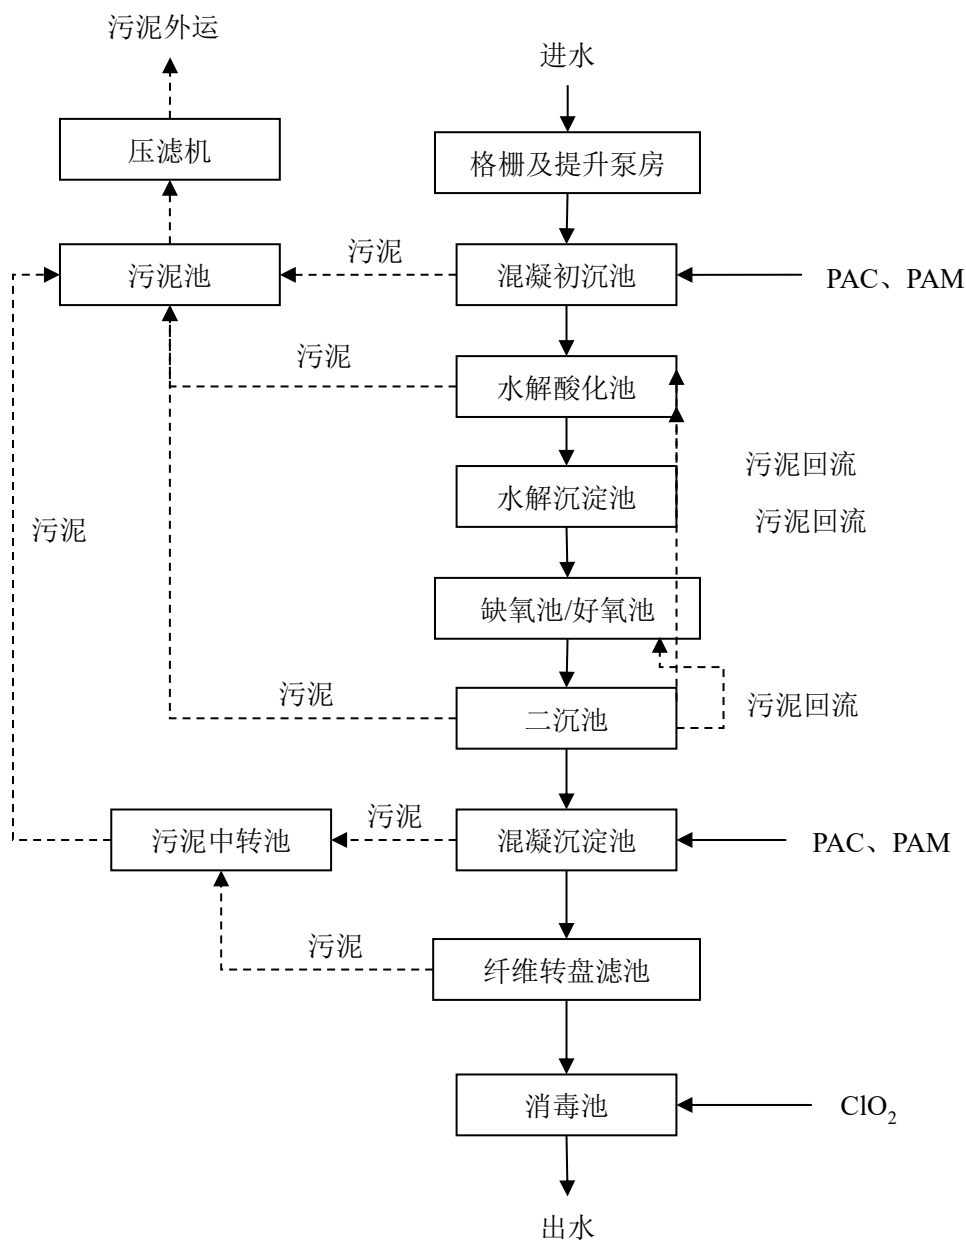 污泥外运
进水
压滤机
格栅及提升泵房
污泥
污泥池
混凝初沉池
PAC、PAM
污泥
水解酸化池
污泥回流
水解沉淀池
污泥回流
污泥
缺氧池/好氧池
污泥
二沉池
污泥回流
污泥
污泥中转池
混凝沉淀池
PAC、PAM
污泥
纤维转盘滤池
消毒池
ClO₂
出水